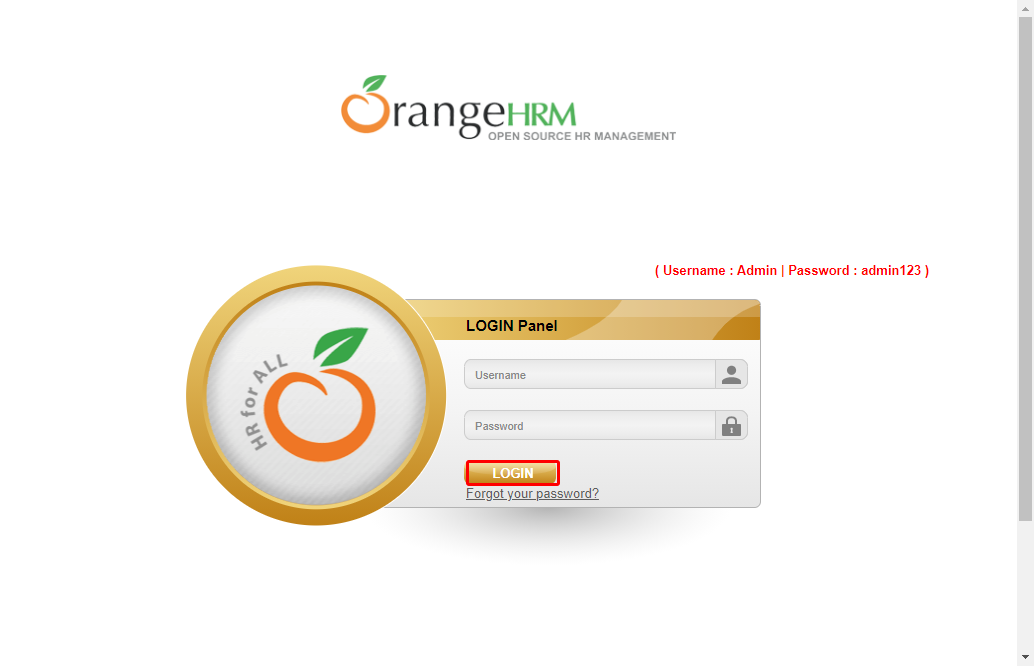 OrangeHRM
OPEN SOURCE HR MANAGEMENT
( Username : Admin | Password : admin123 )
LOGIN Panel
HR for ALL
Username
Password
LOGIN
Forgot your password?